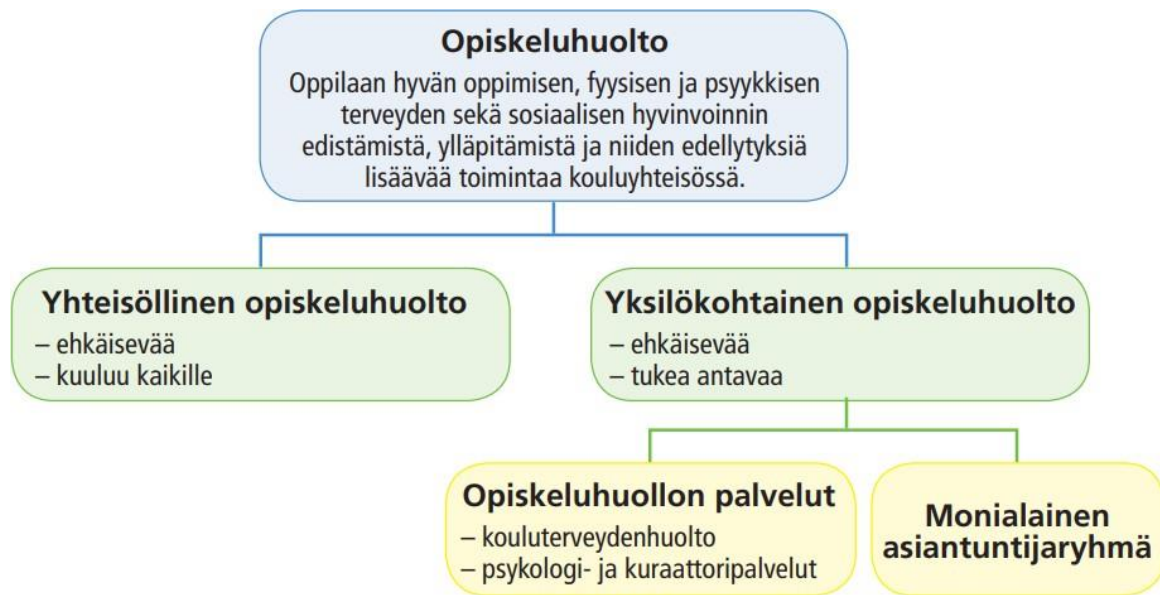 Opiskeluhuolto
Oppilaan hyvän oppimisen, fyysisen ja psyykkisen
terveyden sekä sosiaalisen hyvinvoinnin
edistämistä, ylläpitämistä ja niiden edellytyksiä
lisäävää toimintaa kouluyhteisössä.
Yhteisöllinen opiskeluhuolto
– ehkäisevää
– kuuluu kaikille
Yksilökohtainen opiskeluhuolto
– ehkäisevää
– tukea antavaa
Opiskeluhuollon palvelut
– kouluterveydenhuolto
– psykologi- ja kuraattoripalvelut
Monialainen
asiantuntijaryhmä